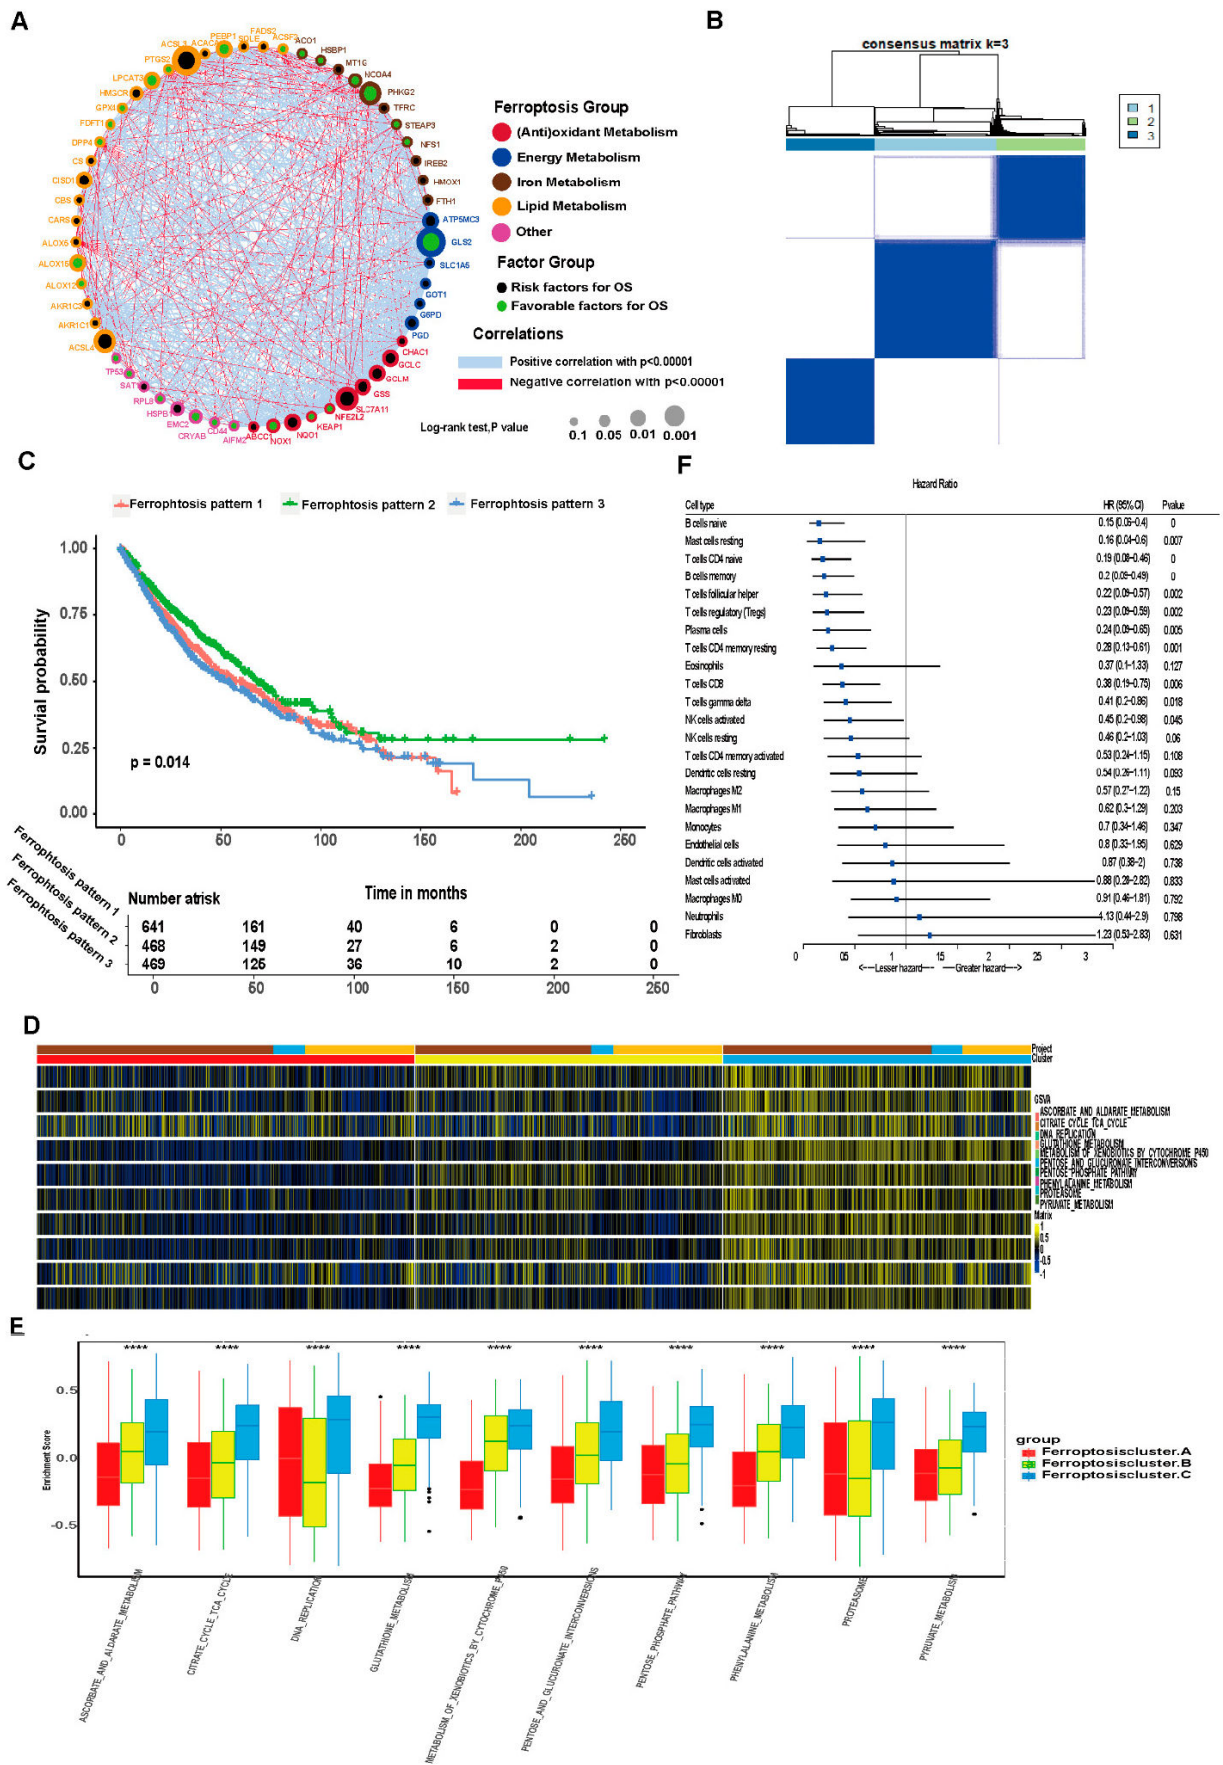 A
ACSL3
ACACA
PEBP1
SQLE
FADS2
ACSF2
ACO1
HSBP1
MT1G
NCOA4
PHKG2
TFRC
STEAP3
NFS1
IREB2
HMOX1
FTH1
ATP5MC3
GLS2
SLC1A5
GOT1
G6PD
PGD
CHAC1
GCLC
GCLM
GSS
SLC7A11
NFE2L2
KEAP1
NQO1
NOX1
ABCC1
AIFM2
CD44
CRYAB
EMC2
HSPB1
RPL8
SAT1
TP53
ACSL4
AKR1C1
AKR1C3
ALOX12
ALOX15
ALOX5
CARS
CBS
CISD1
CS
DPP4
FDFT1
GPX4
HMGCR
LPCAT3
PTGS2
Ferroptosis Group
(Anti)oxidant Metabolism
Energy Metabolism
Iron Metabolism
Lipid Metabolism
Other
Factor Group
Risk factors for OS
Favorable factors for OS
Correlations
Positive correlation with p<0.00001
Negative correlation with p<0.00001
Log-rank test,P value
0.1 0.05 0.01 0.001
B
consensus matrix k=3
1
2
3
C
Ferrophtosis pattern 1 Ferrophtosis pattern 2 Ferrophtosis pattern 3
Survial probability
1.00
0.75
0.50
0.25
0.00
p = 0.014
0 50 100 150 200 250
Time in months
Number atrisk
Ferrophtosis pattern 1
Ferrophtosis pattern 2
Ferrophtosis pattern 3
641 161 40 6 0 0
468 149 27 6 2 0
469 126 36 10 2 0
0 50 100 150 200 250
F
Hazard Ratio
Cell type HR (95% CI) Pvalue
B cells naive 0.15 (0.06-0.4) 0
Mast cells resting 0.16 (0.04-0.6) 0.007
T cells CD4 naive 0.19 (0.08-0.46) 0
B cells memory 0.2 (0.09-0.49) 0
T cells follicular helper 0.22 (0.09-0.57) 0.002
T cells regulatory (Tregs) 0.23 (0.09-0.59) 0.002
Plasma cells 0.24 (0.09-0.65) 0.005
T cells CD4 memory resting 0.28 (0.13-0.61) 0.001
Eosinophils 0.37 (0.1-1.33) 0.127
T cells CD8 0.38 (0.19-0.75) 0.006
T cells gamma delta 0.41 (0.2-0.86) 0.018
NK cells activated 0.45 (0.2-0.98) 0.045
NK cells resting 0.46 (0.2-1.03) 0.06
T cells CD4 memory activated 0.53 (0.24-1.15) 0.108
Dendritic cells resting 0.54 (0.26-1.11) 0.093
Macrophages M2 0.57 (0.27-1.22) 0.15
Macrophages M1 0.62 (0.3-1.29) 0.203
Monocytes 0.7 (0.34-1.46) 0.347
Endothelial cells 0.8 (0.33-1.95) 0.629
Dendritic cells activated 0.87 (0.38-2) 0.738
Mast cells activated 0.88 (0.28-2.82) 0.833
Macrophages M0 0.91 (0.46-1.81) 0.792
Neutrophils 1.13 (0.44-2.9) 0.798
Fibroblasts 1.23 (0.53-2.83) 0.631
0 05 1 15 2 25 3
<---Lesser hazard--- ---Greater hazard--->
D
Project
Cluster
GSVA
ASCORBATE_AND_ALDARATE_METABOLISM
CITRATE_CYCLE_TCA_CYCLE
DNA_REPLICATION
GLUTATHIONE_METABOLISM
METABOLISM_OF_XENOBIOTICS_BY_CYTOCHROME_P450
PENTOSE_AND_GLUCURONATE_INTERCONVERSIONS
PENTOSE_PHOSPHATE_PATHWAY
PHENYLALANINE_METABOLISM
PROTEASOME
PYRUVATE_METABOLISM
Matrix
1
0.5
0
-0.5
-1
E
**** **** **** **** **** **** **** **** **** ****
Enrichment Score
0.5
0.0
-0.5
group
Ferroptosiscluster.A
Ferroptosiscluster.B
Ferroptosiscluster.C
ASCORBATE_AND_ALDARATE_METABOLISM
CITRATE_CYCLE_TCA_CYCLE
DNA_REPLICATION
GLUTATHIONE_METABOLISM
METABOLISM_OF_XENOBIOTICS_BY_CYTOCHROME_P450
PENTOSE_AND_GLUCURONATE_INTERCONVERSIONS
PENTOSE_PHOSPHATE_PATHWAY
PHENYLALANINE_METABOLISM
PROTEASOME
PYRUVATE_METABOLISM